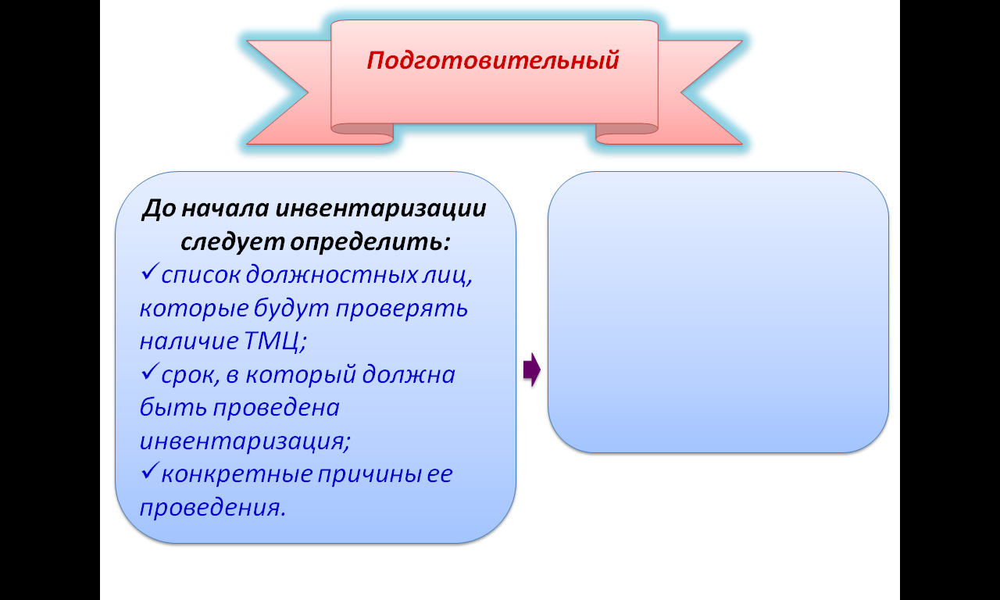 Подготовительный
До начала инвентаризации
следует определить:
✓список должностных лиц,
которые будут проверять
наличие ТМЦ;
✓срок, в который должна
быть проведена
инвентаризация;
✓конкретные причины ее
проведения.